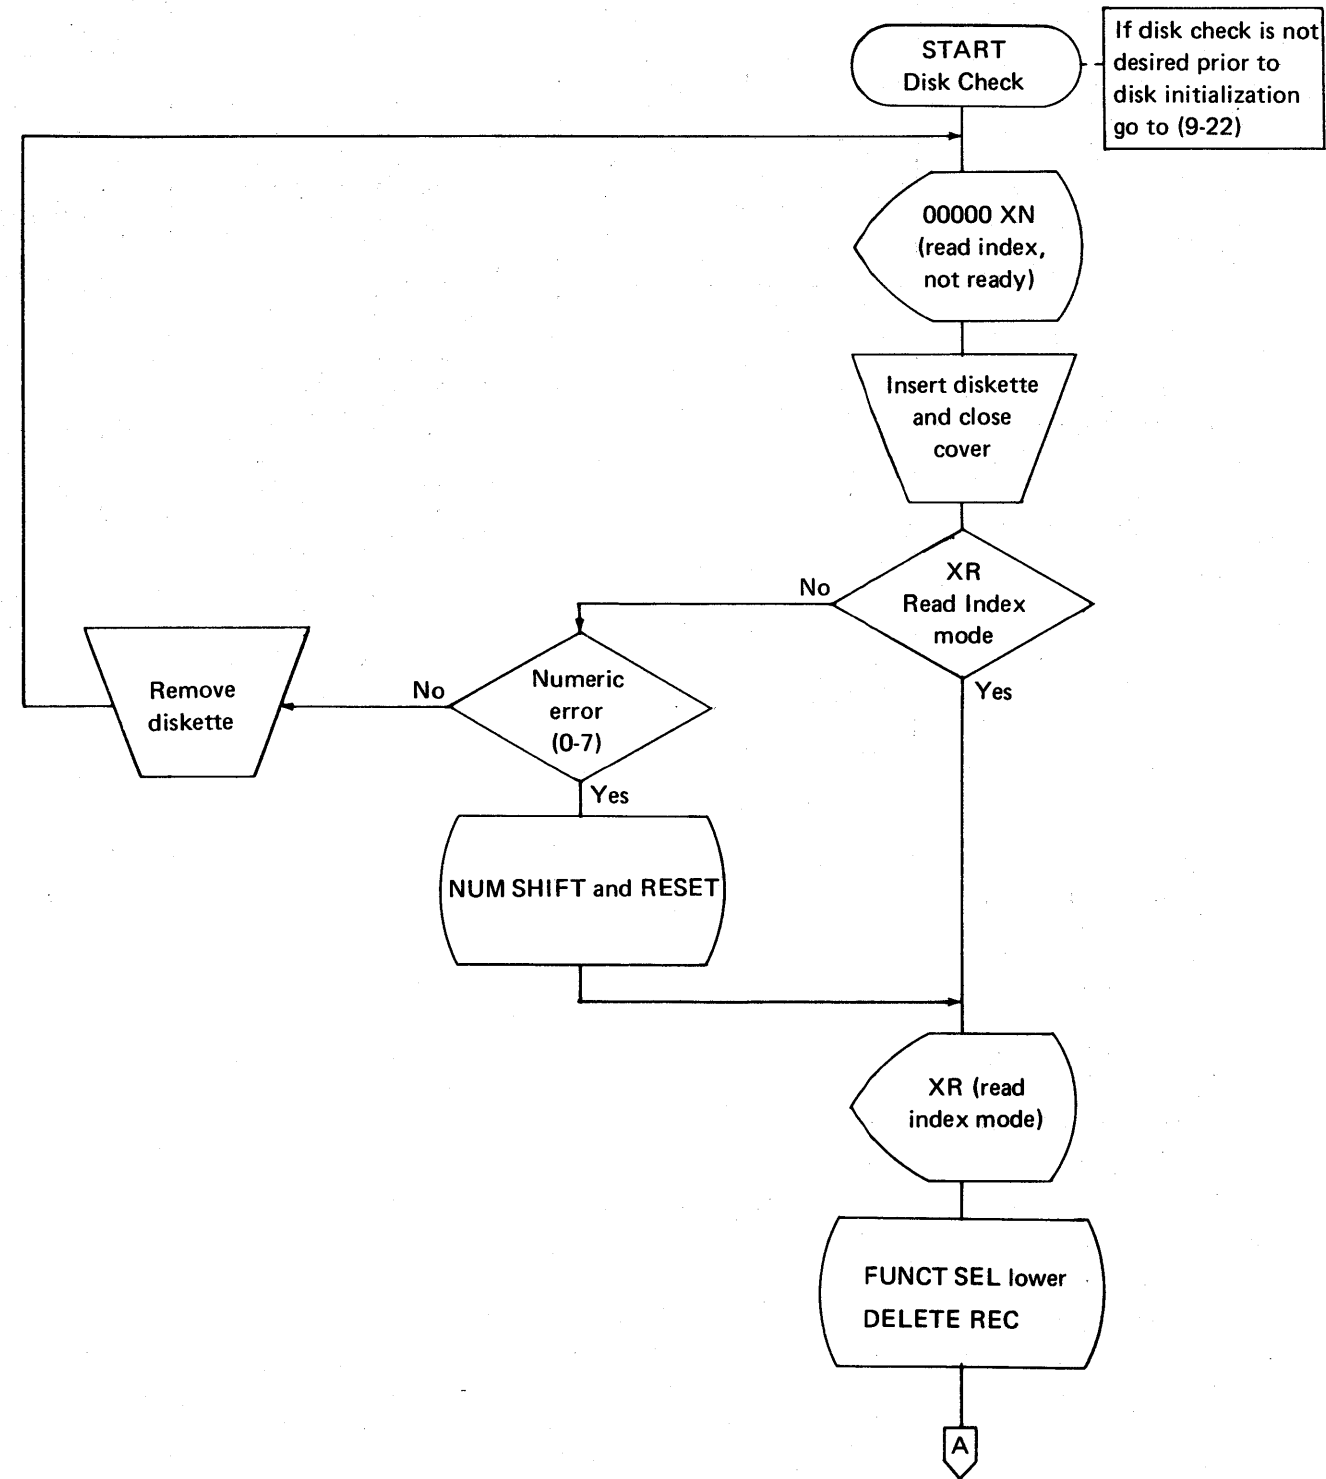 START
Disk Check
If disk check is not
desired prior to
disk initialization
go to (9-22)
00000 XN
(read index,
not ready)
Insert diskette
and close
cover
XR
Read Index
mode
No
Yes
Numeric
error
(0-7)
No
Yes
Remove
diskette
NUM SHIFT and RESET
XR (read
index mode)
FUNCT SEL lower
DELETE REC
A